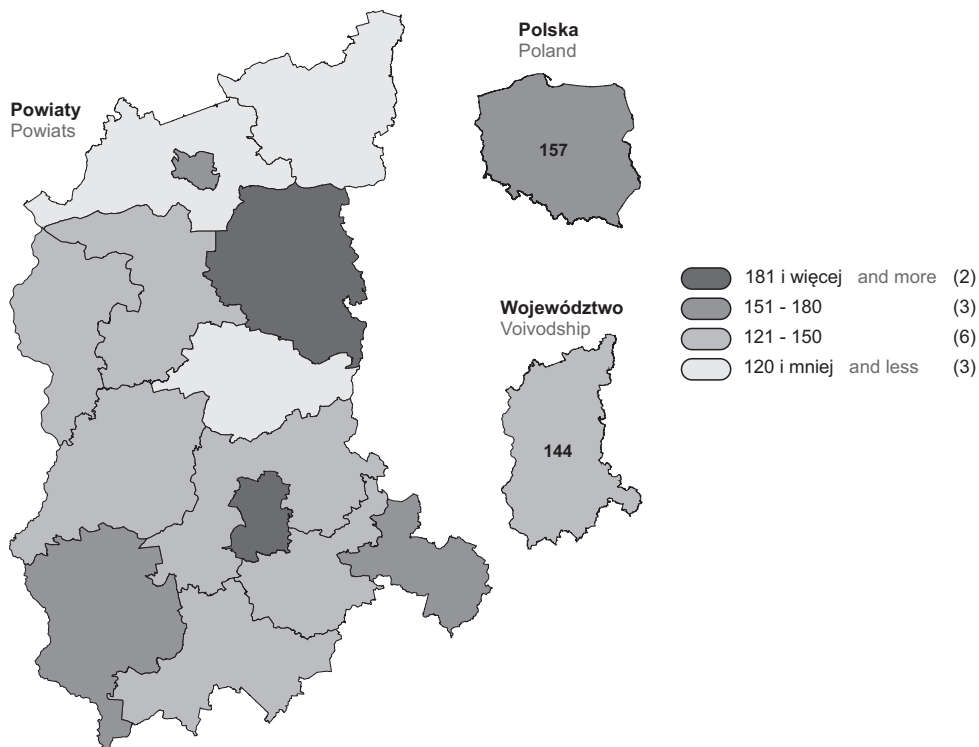 Polska
Poland
Powiaty
Powiats
157
181 i więcej and more (2)
151 - 180 (3)
121 - 150 (6)
120 i mniej and less (3)
Województwo
Voivodship
144